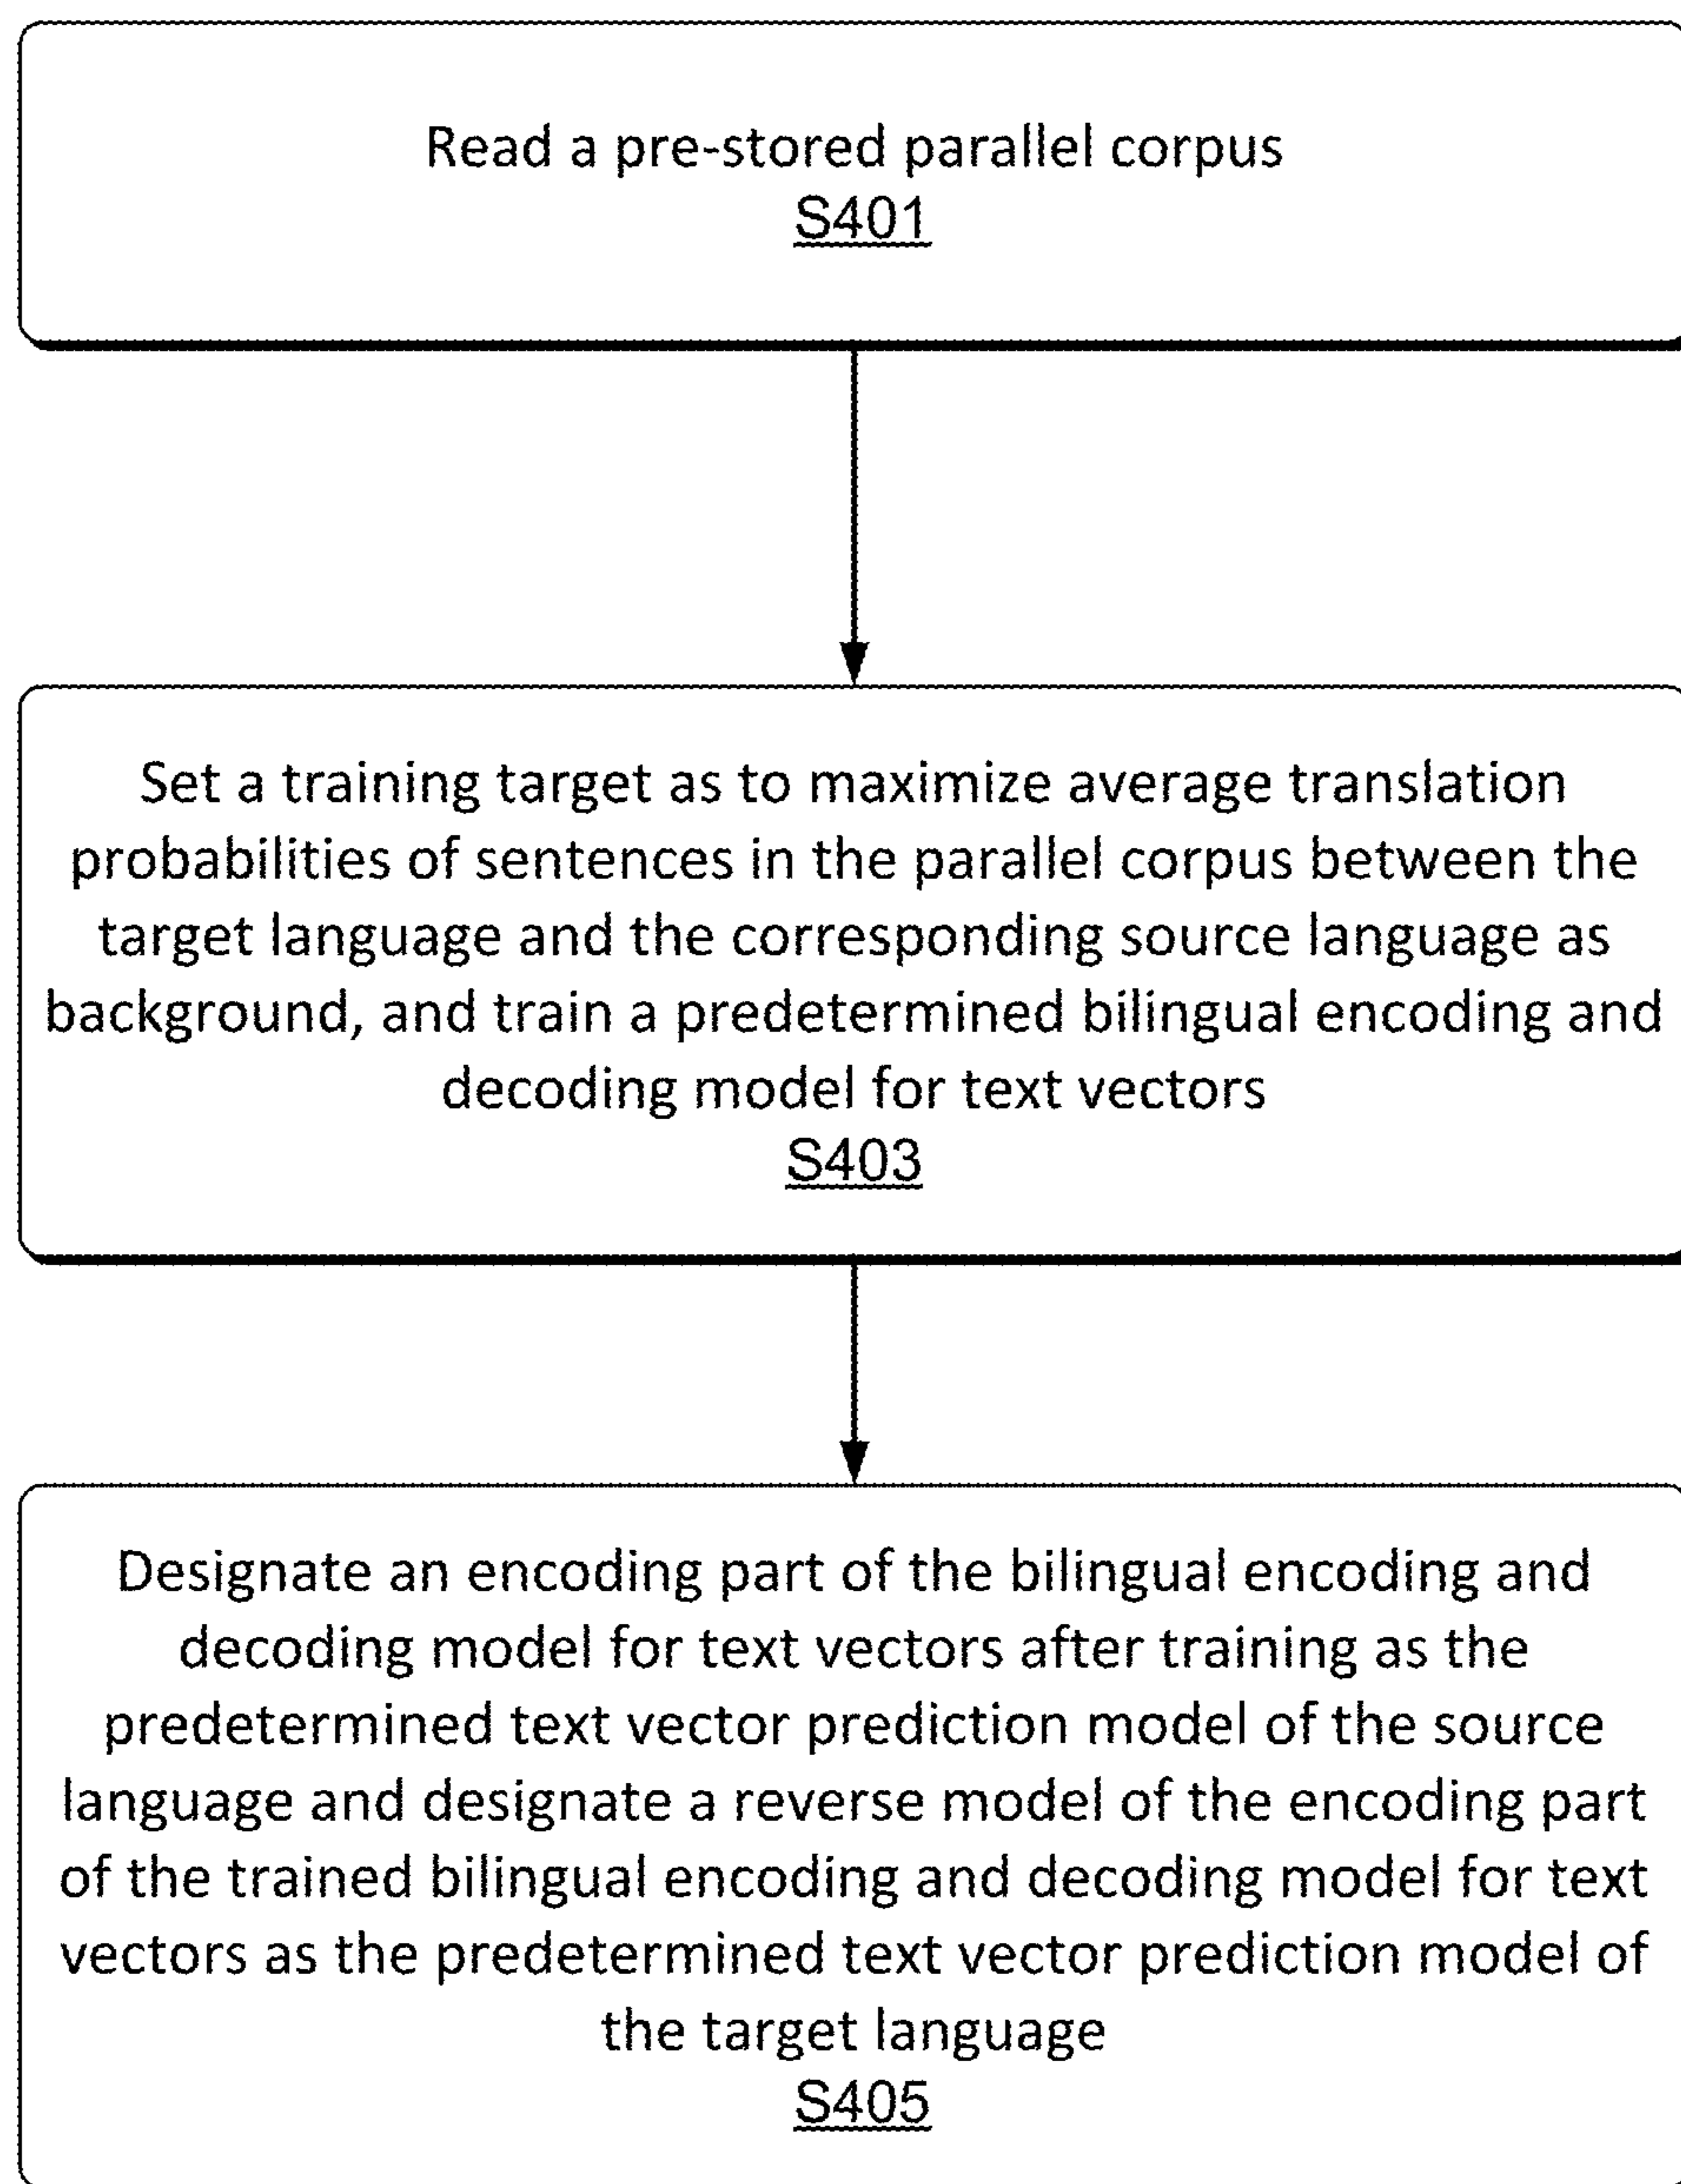 Read a pre-stored parallel corpus
S401
Set a training target as to maximize average translation
probabilities of sentences in the parallel corpus between the
target language and the corresponding source language as
background, and train a predetermined bilingual encoding and
decoding model for text vectors
S403
Designate an encoding part of the bilingual encoding and
decoding model for text vectors after training as the
predetermined text vector prediction model of the source
language and designate a reverse model of the encoding part
of the trained bilingual encoding and decoding model for text
vectors as the predetermined text vector prediction model of
the target language
S405